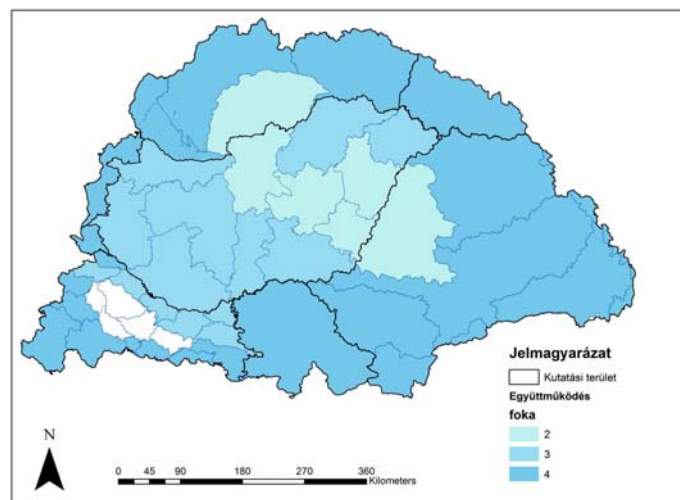 Jelmagyarázat
Kutatási terület
Együttműködés
foka
2
3
4
N
0 45 90 180 270 360
Kilometers